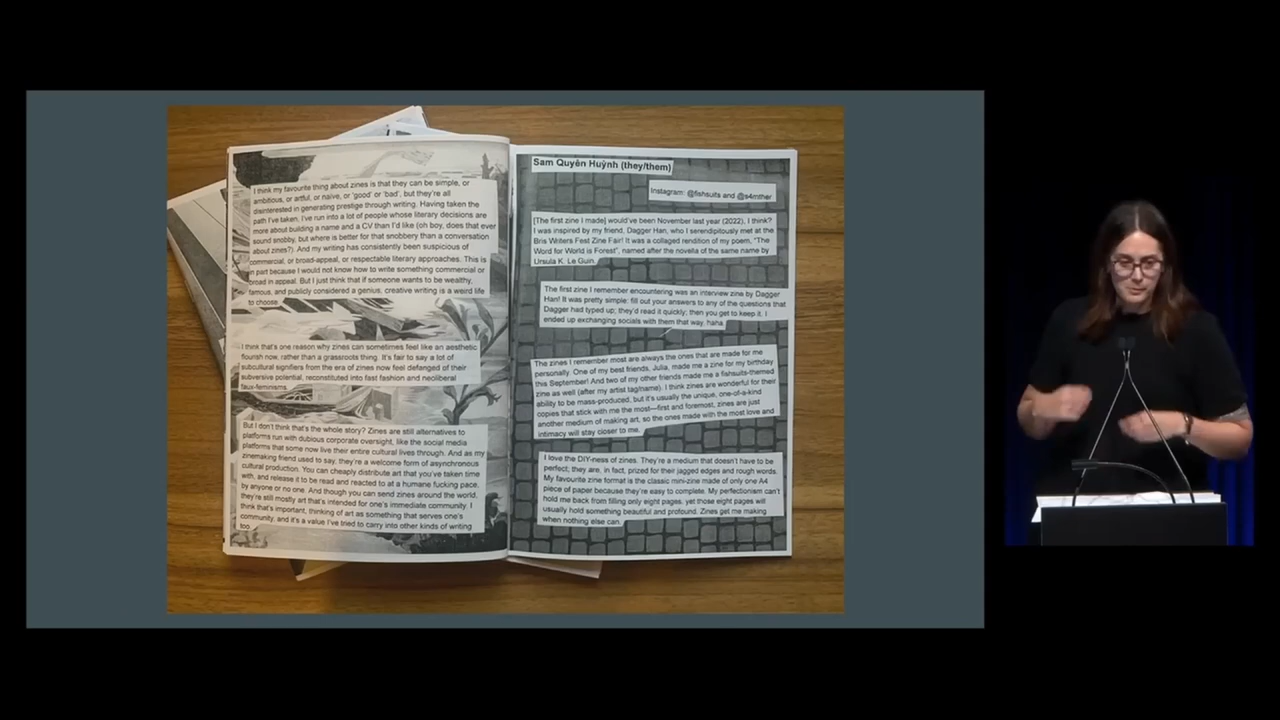 I think my favourite thing about zines is that they can be simple, or
ambitious, or artful, or naive, or 'good' or 'bad', but they're all
disinterested in generating prestige through writing. Having taken the
path I've taken, I've run into a lot of people whose literary decisions are
more about building a name and a CV than I'd like (oh boy, does that ever
sound snobby, but where is better for that snobbery than a conversation
about zines?). And my writing has consistently been suspicious of
commercial, or broad-appeal, or respectable literary approaches. This is
in part because I would not know how to write something commercial or
broad in appeal. But I just think that if someone wants to be wealthy,
famous, and publicly considered a genius, creative writing is a weird life
to choose.
I think that's one reason why zines can sometimes feel like an aesthetic
flourish now, rather than a grassroots thing. It's fair to say a lot of
subcultural signifiers from the era of zines now feel defanged of their
subversive potential, reconstituted into fast fashion and neoliberal
faux-feminisms.
But I don't think that's the whole story? Zines are still alternatives to
platforms run with dubious corporate oversight, like the social media
platforms that some now live their entire cultural lives through. And as my
zinemaking friend used to say; they're a welcome form of asynchronous
cultural production. You can cheaply distribute art that you've taken time
with, and release it to be read and reacted to at a humane fucking pace,
by anyone or no one. And though you can send zines around the world,
they're still mostly art that's intended for one's immediate community. I
think that's important, thinking of art as something that serves one's
community, and it's a value I've tried to carry into other kinds of writing
too.
Sam Quyên Huỳnh (they/them)
Instagram: @fishsuits and @s4mther
[The first zine I made] would've been November last year (2022), I think?
I was inspired by my friend, Dagger Han, who I serendipitously met at the
Bris Writers Fest Zine Fair! It was a collaged rendition of my poem, "The
Word for World is Forest", named after the novella of the same name by
Ursula K. Le Guin.
The first zine I remember encountering was an interview zine by Dagger
Han! It was pretty simple: fill out your answers to any of the questions that
Dagger had typed up; they'd read it quickly; then you get to keep it. I
ended up exchanging socials with them that way, haha.
The zines I remember most are always the ones that are made for me
personally. One of my best friends, Julia, made me a zine for my birthday
this September! And two of my other friends made me a fishsuits-themed
zine as well (after my artist tag/name). I think zines are wonderful for their
ability to be mass-produced, but it's usually the unique, one-of-a-kind
copies that stick with me the most—first and foremost, zines are just
another medium of making art, so the ones made with the most love and
intimacy will stay closer to me.
I love the DIY-ness of zines. They're a medium that doesn't have to be
perfect; they are, in fact, prized for their jagged edges and rough words.
My favourite zine format is the classic mini-zine made of only one A4
piece of paper because they're easy to complete. My perfectionism can't
hold me back from filling only eight pages, yet those eight pages will
usually hold something beautiful and profound. Zines get me making
when nothing else can.